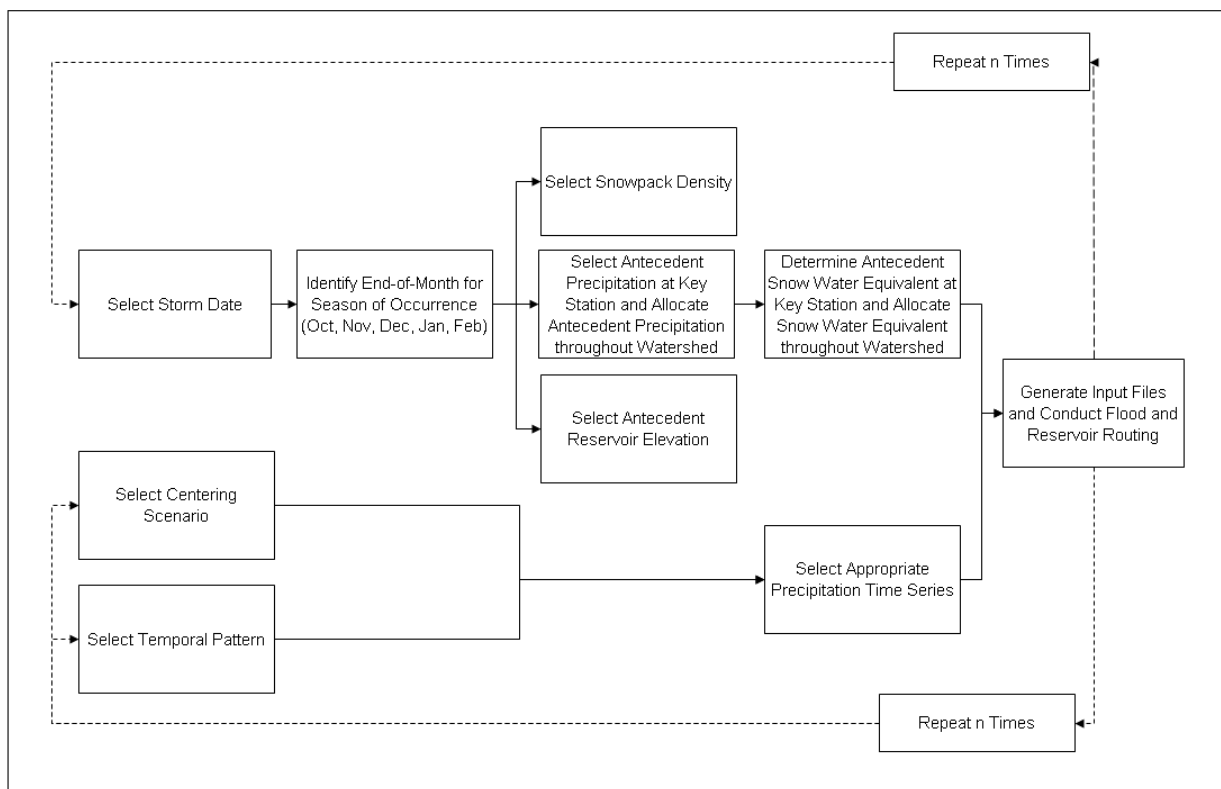 Repeat n Times
Select Snowpack Density
Select Storm Date
Identify End-of-Month for
Season of Occurrence
(Oct, Nov, Dec, Jan, Feb)
Select Antecedent
Precipitation at Key
Station and Allocate
Antecedent Precipitation
throughout Watershed
Determine Antecedent
Snow Water Equivalent at
Key Station and Allocate
Snow Water Equivalent
throughout Watershed
Select Antecedent
Reservoir Elevation
Generate Input Files
and Conduct Flood and
Reservoir Routing
Select Centering
Scenario
Select Appropriate
Precipitation Time Series
Select Temporal Pattern
Repeat n Times